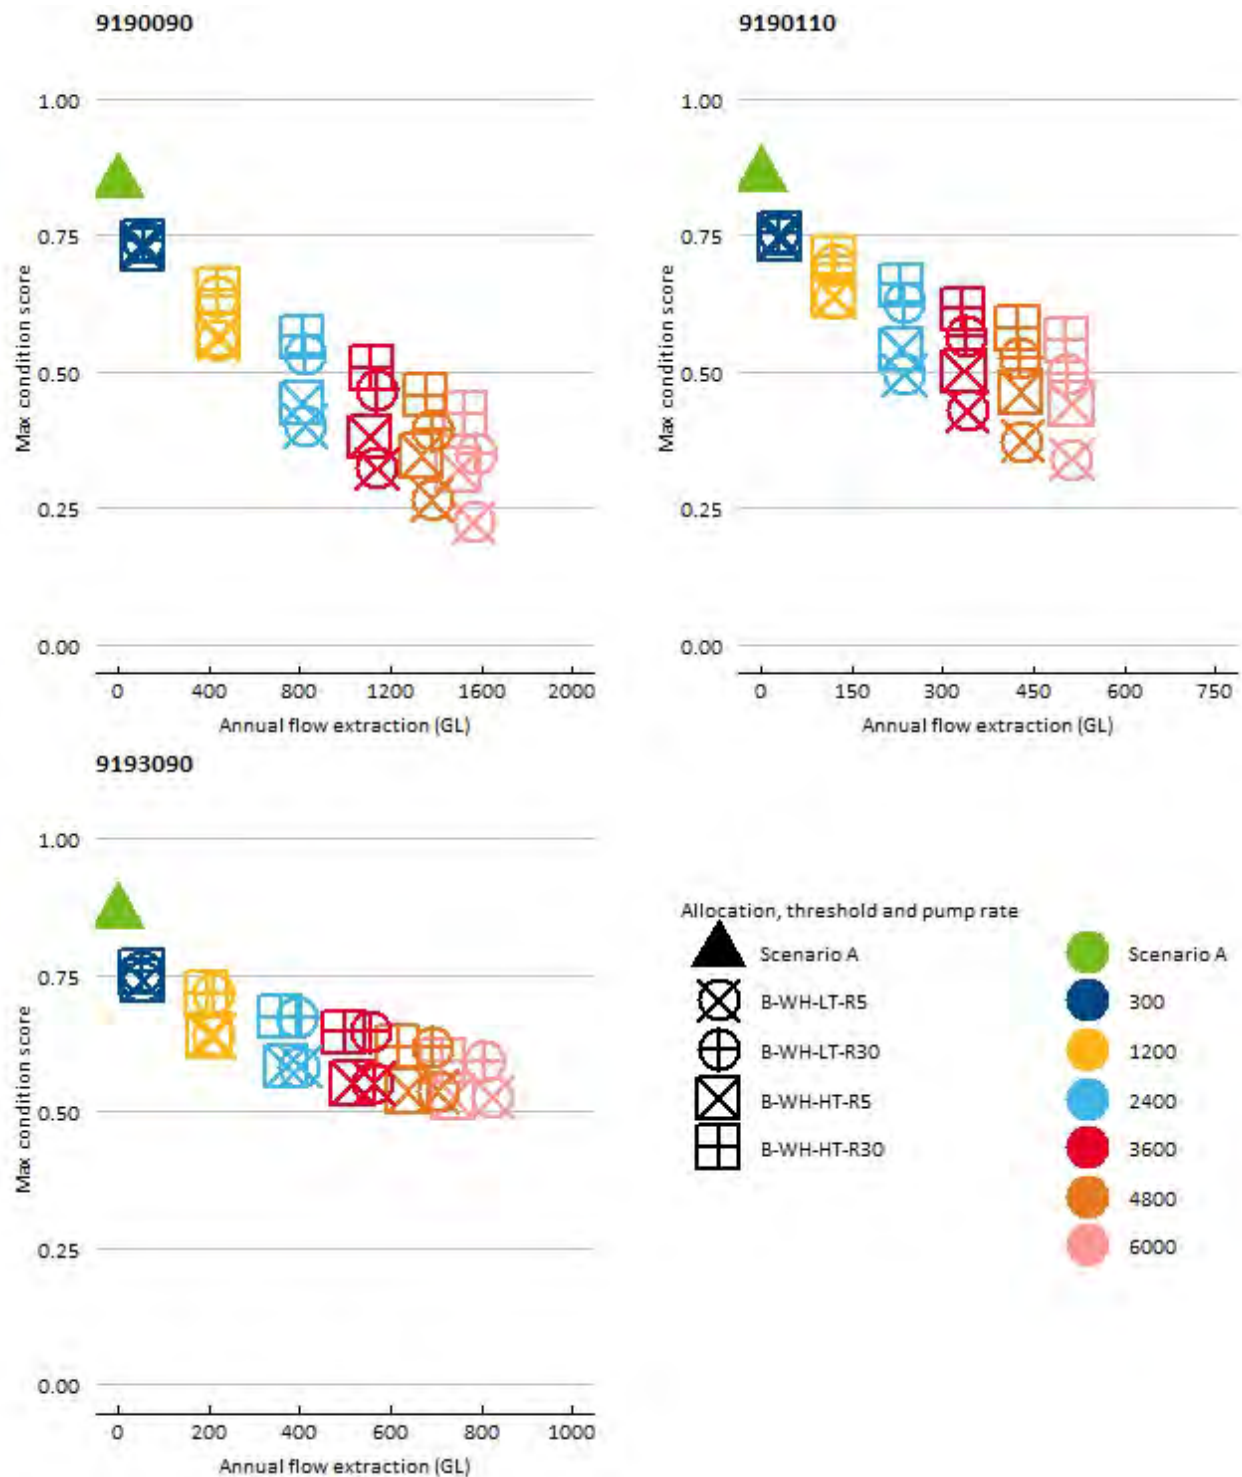 9190090
Max condition score
1.00
0.75
0.50
0.25
0.00
0 400 800 1200 1600 2000
Annual flow extraction (GL)
9190110
Max condition score
1.00
0.75
0.50
0.25
0.00
0 150 300 450 600 750
Annual flow extraction (GL)
9193090
Max condition score
1.00
0.75
0.50
0.25
0.00
0 200 400 600 800 1000
Annual flow extraction (GL)
Allocation, threshold and pump rate
Scenario A
B-WH-LT-R5
B-WH-LT-R30
B-WH-HT-R5
B-WH-HT-R30
Scenario A
300
1200
2400
3600
4800
6000